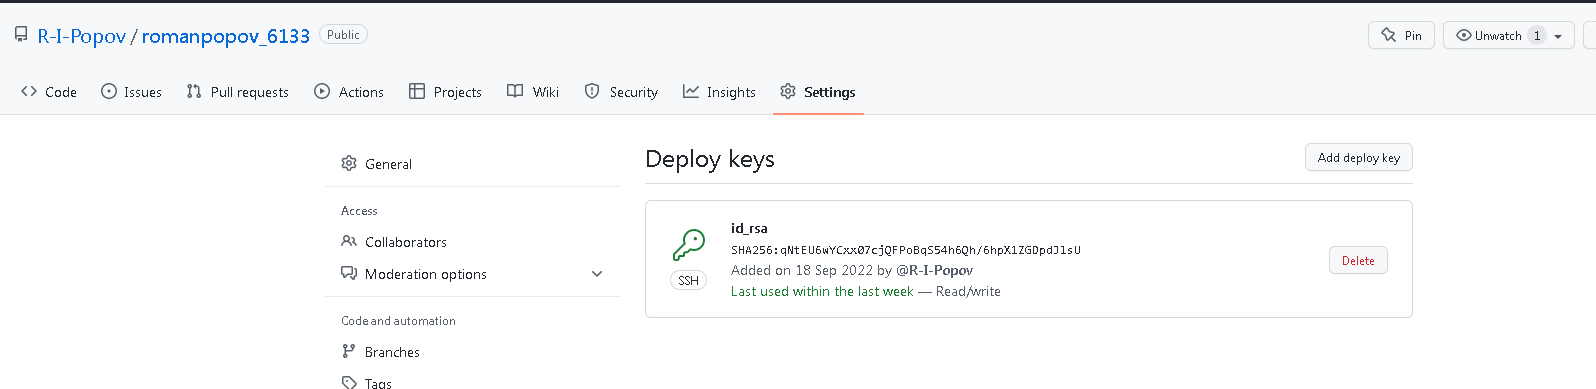 R-I-Popov / romanpopov_6133 Public
Pin
Unwatch 1
Code Issues Pull requests Actions Projects Wiki Security Insights Settings
General
Access
Collaborators
Moderation options
Code and automation
Branches
Tags
Deploy keys
Add deploy key
id_rsa
SHA256:qNtEU6wYCxx07cjQFPoBqS54h6Qh/6hpX1ZGDpdJ1sU
Added on 18 Sep 2022 by @R-I-Popov
Last used within the last week — Read/write
SSH
Delete